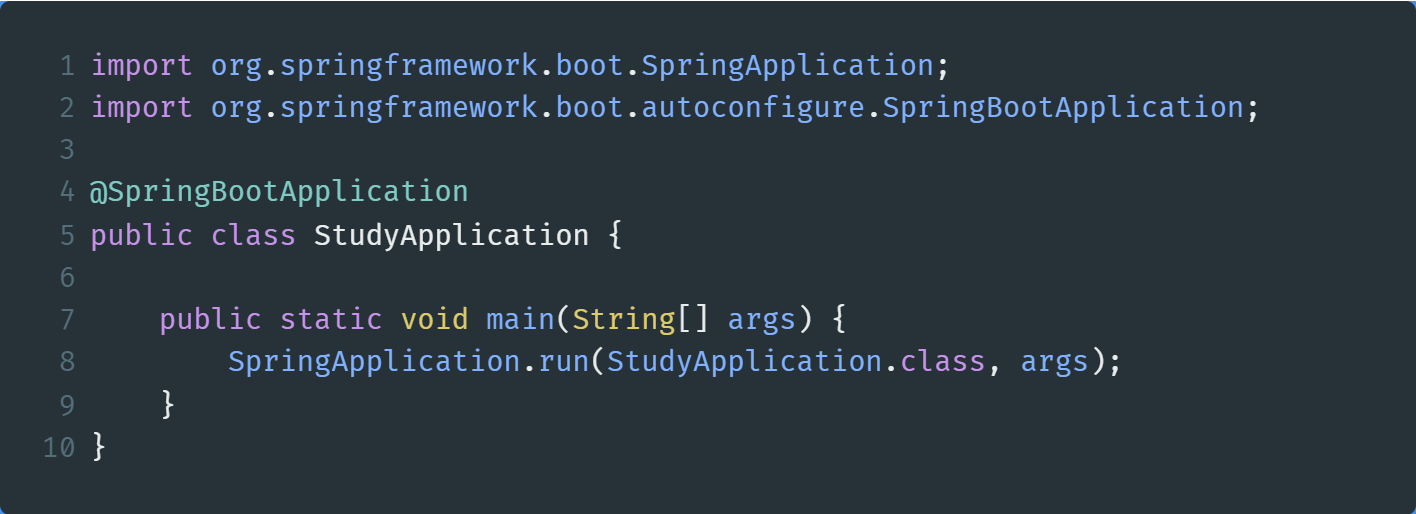 1 import org.springframework.boot.SpringApplication;
2 import org.springframework.boot.autoconfigure.SpringBootApplication;
3
4 @SpringBootApplication
5 public class StudyApplication {
6
7     public static void main(String[] args) {
8         SpringApplication.run(StudyApplication.class, args);
9     }
10 }